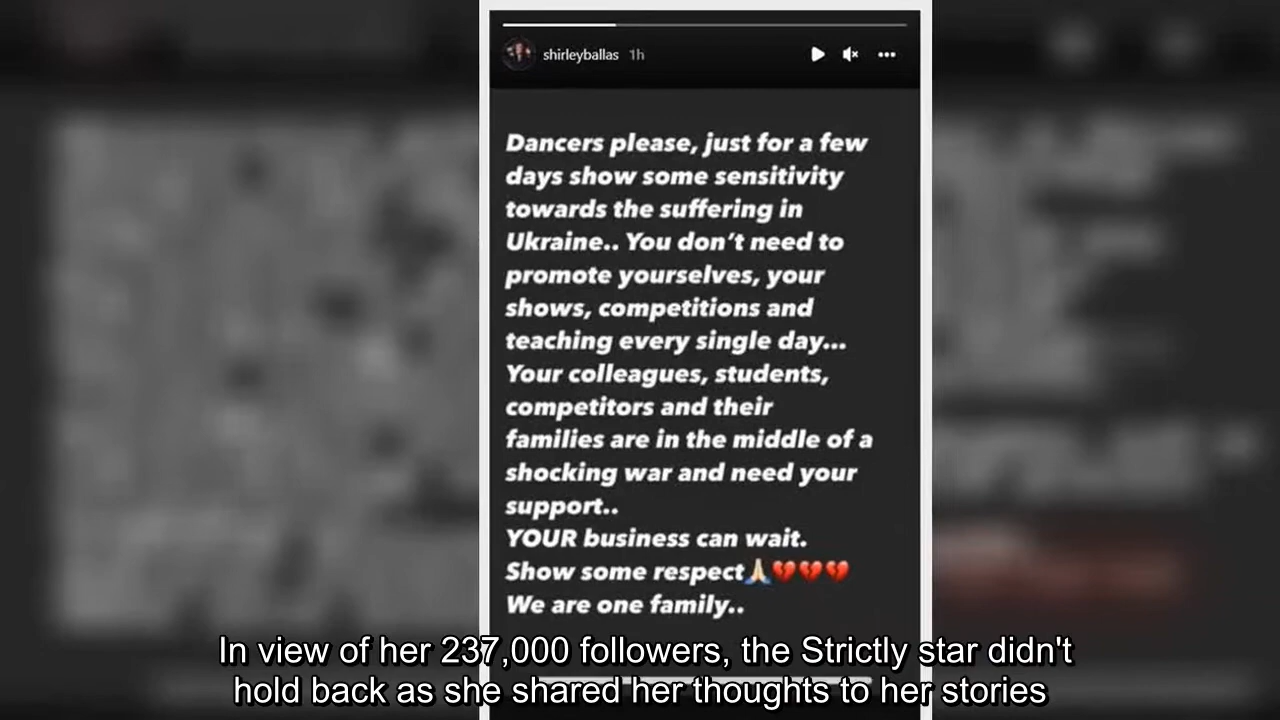 shirleyballas 1h
Dancers please, just for a few
days show some sensitivity
towards the suffering in
Ukraine.. You don’t need to
promote yourselves, your
shows, competitions and
teaching every single day...
Your colleagues, students,
competitors and their
families are in the middle of a
shocking war and need your
support..
YOUR business can wait.
Show some respect🙏🏻💔💔💔
We are one family..
In view of her 237,000 followers, the Strictly star didn't
hold back as she shared her thoughts to her stories